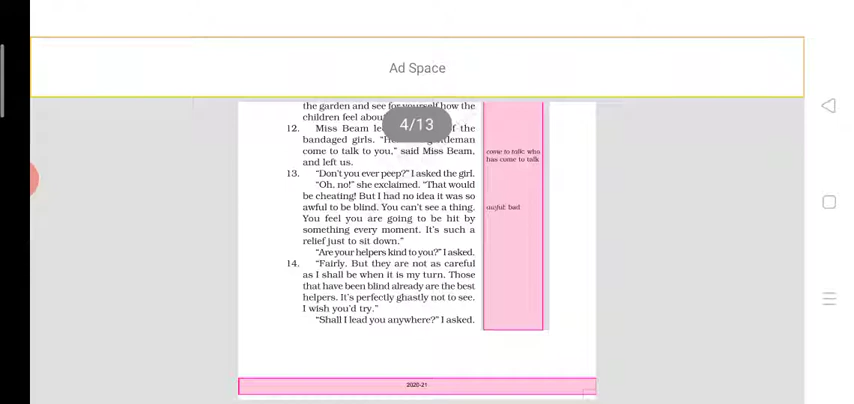 Ad Space
the garden and see for yourself how the
children feel abou
4/13
12. Miss Beam le of the
bandaged girls. “ gentleman
come to talk to you,” said Miss Beam,
and left us.
come to talk: who
has come to talk
13. “Don’t you ever peep?” I asked the girl.
“Oh, no!” she exclaimed. “That would
be cheating! But I had no idea it was so
awful to be blind. You can’t see a thing.
You feel you are going to be hit by
something every moment. It’s such a
relief just to sit down.”
awful: bad
“Are your helpers kind to you?” I asked.
14. “Fairly. But they are not as careful
as I shall be when it is my turn. Those
that have been blind already are the best
helpers. It’s perfectly ghastly not to see.
I wish you’d try.”
“Shall I lead you anywhere?” I asked.
2020-21